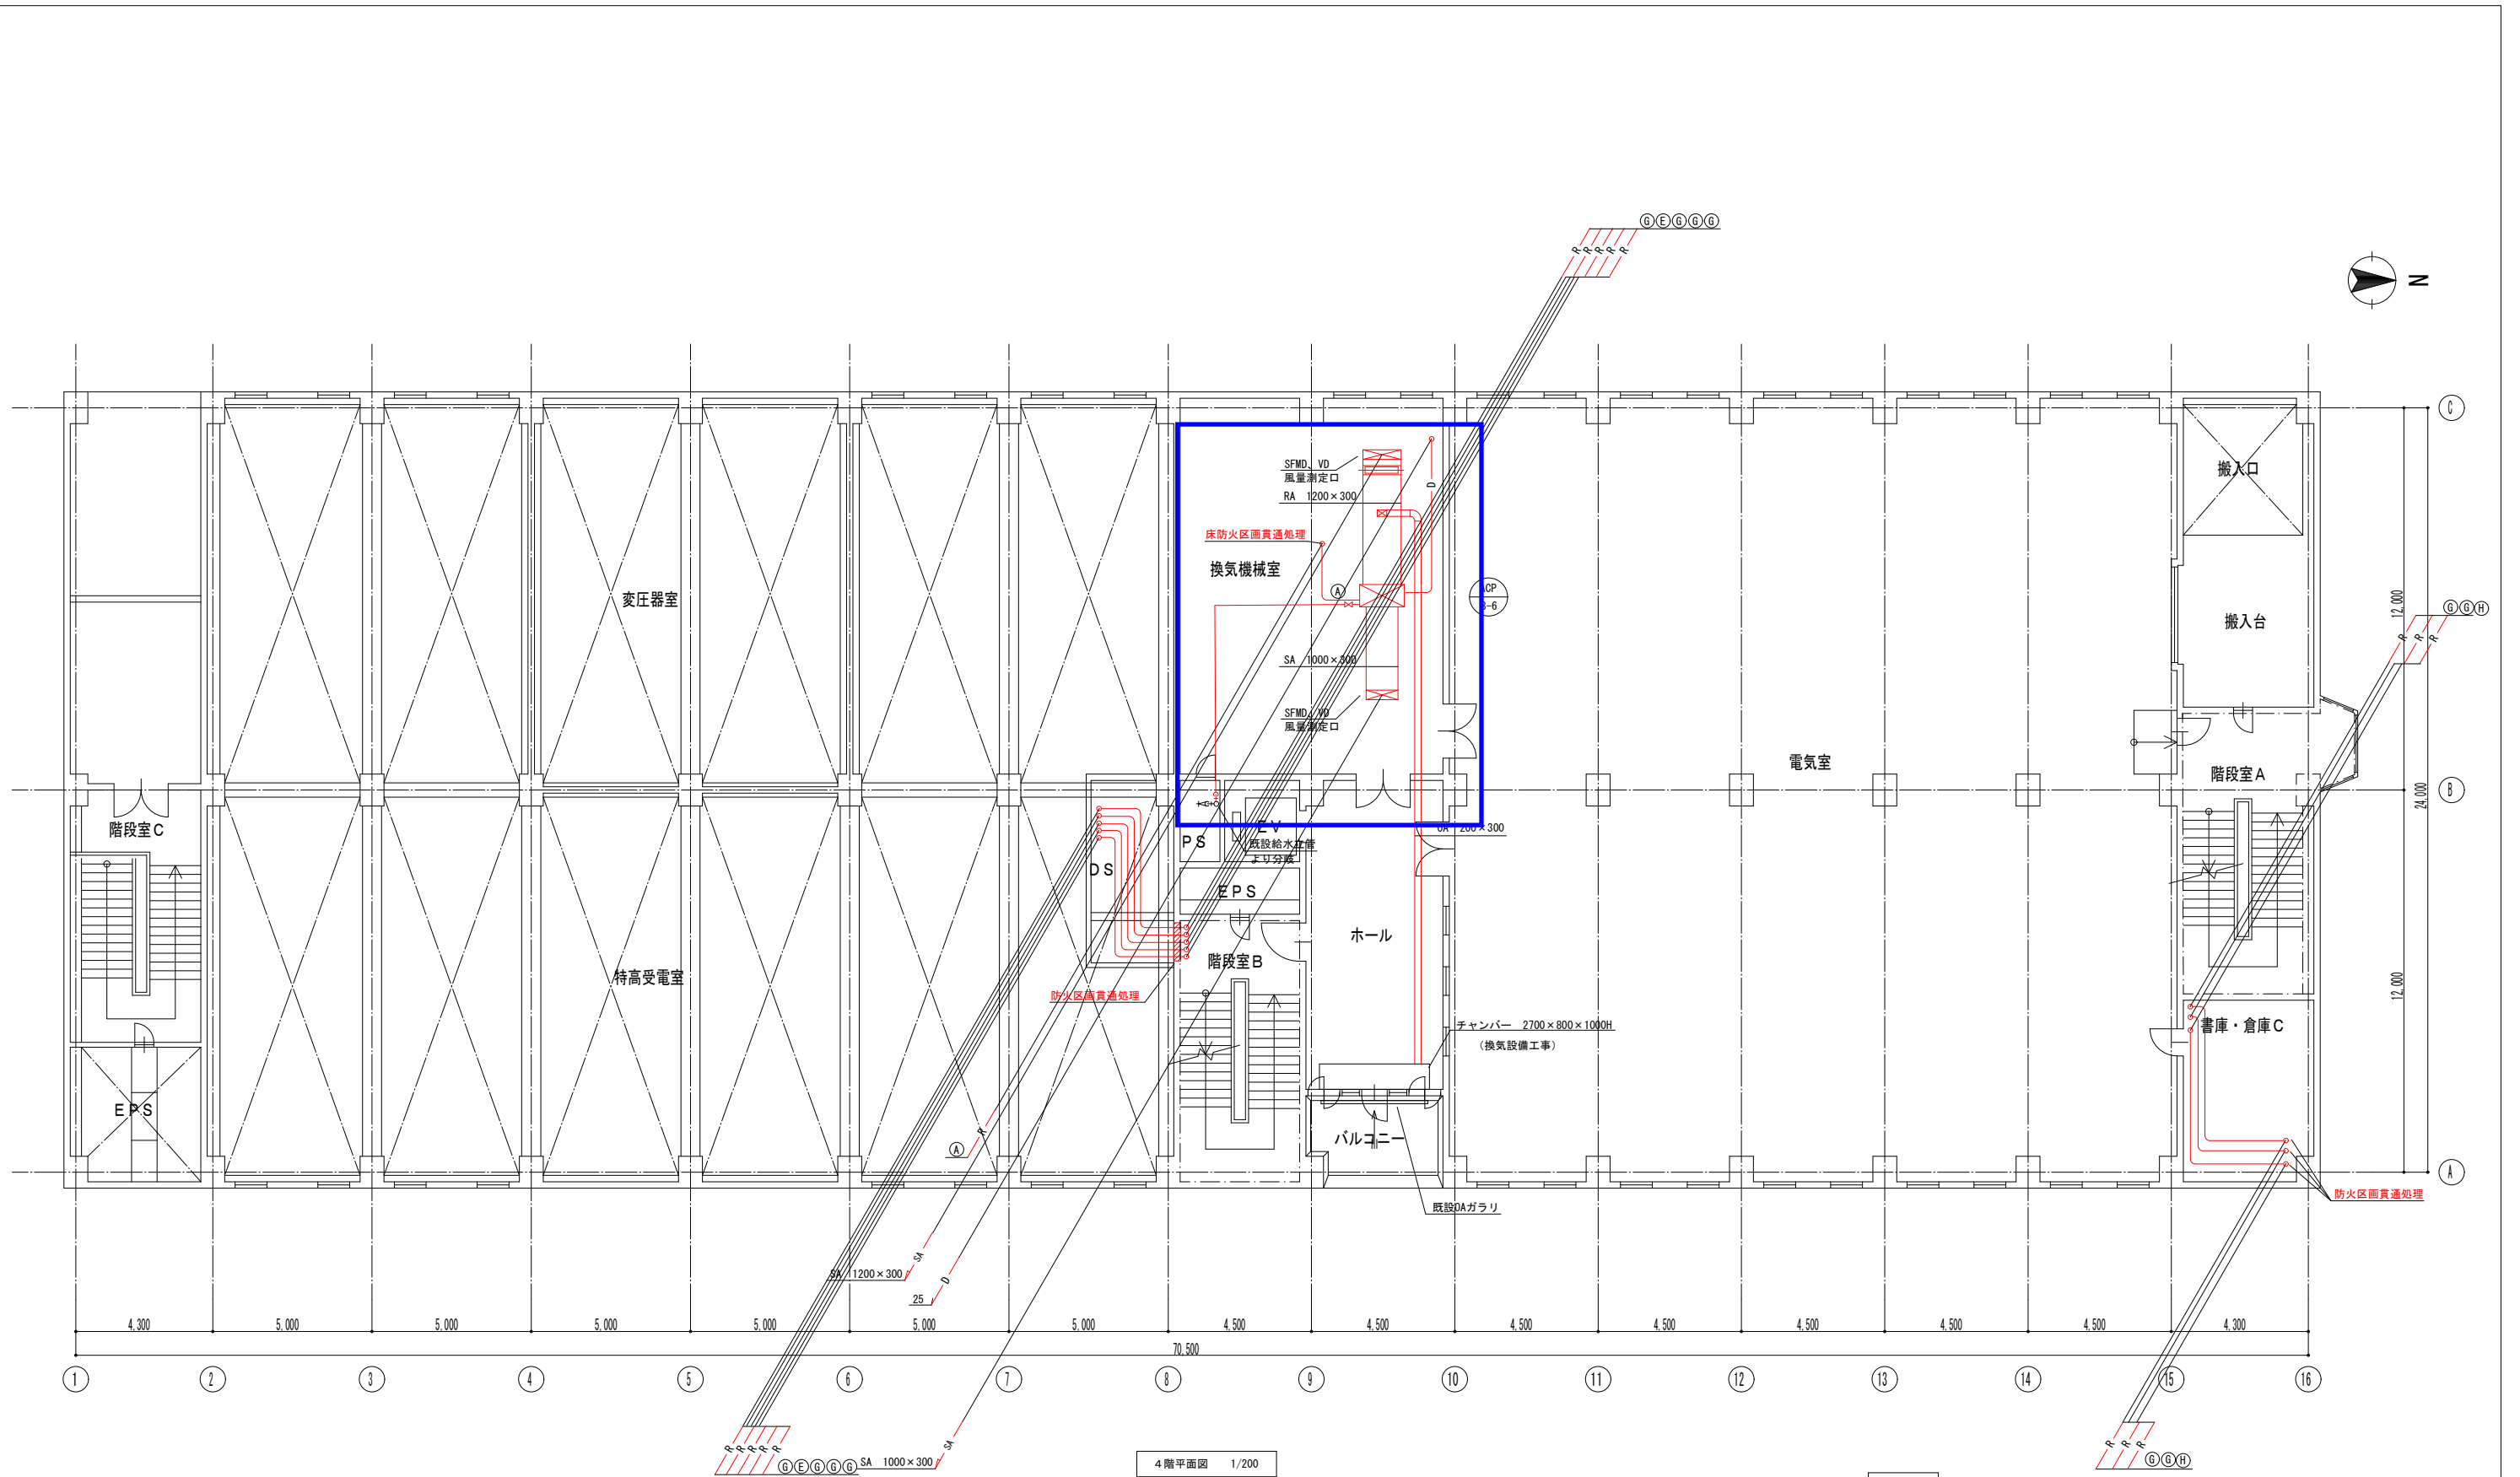 ⒼⒺⒼⒼⒼ
R R R R R
N
C
SFMD、VD
風量測定口
搬入口
RA 1200×300
D
床防火区画貫通処理
換気機械室
A
変圧器室
12,000
ⒼⒼⒽ
R R R
搬入台
SA 1000×300
SFMD、VD
風量測定口
電気室
階段室A
B
24,000
階段室C
EV
PS
既設給水立管
より分岐
DS
EPS
ホール
階段室B
特高受電室
12,000
防火区画貫通処理
チャンバー 2700×800×1000H
(換気設備工事)
書庫・倉庫C
EPS
バルコニー
R
A
A
防火区画貫通処理
既設OAガラリ
SA
SA 1200×300
D
25
4,300 5,000 5,000 5,000 5,000 5,000 5,000 4,500 4,500 4,500 4,500 4,500 4,500 4,500 4,300
70,500
1 2 3 4 5 6 7 8 9 10 11 12 13 14 15 16
R R R R R
SA
R R R
ⒼⒺⒼⒼⒼ
SA 1000×300
4階平面図 1/200
ⒼⒼⒽ